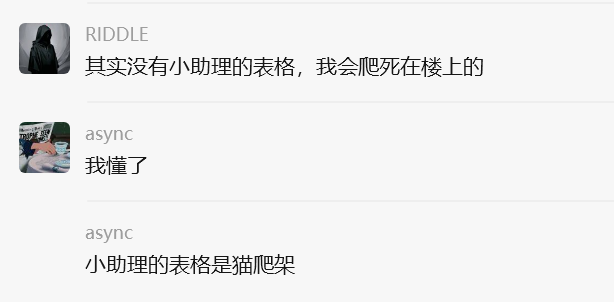 RIDDLE
其实没有小助理的表格，我会爬死在楼上的
async
我懂了
async
小助理的表格是猫爬架